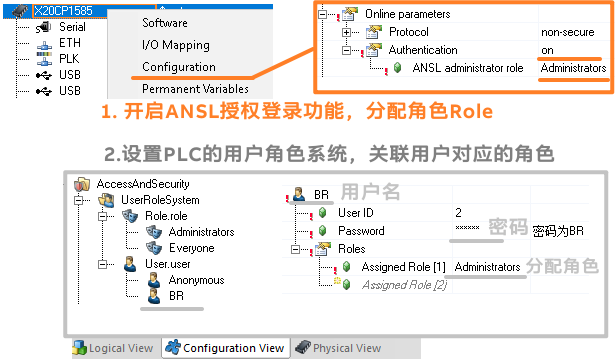 X20CP1585
Serial
ETH
PLK
USB
USB
Software
I/O Mapping
Configuration
Permanent Variables
Online parameters
Protocol non-secure
Authentication on
ANSL administrator role Administrators
1. 开启ANSL授权登录功能，分配角色Role
2.设置PLC的用户角色系统，关联用户对应的角色
AccessAndSecurity
UserRoleSystem
Role.role
Administrators
Everyone
User.user
Anonymous
BR
BR 用户名
User ID 2
Password ****** 密码 密码为BR
Roles
Assigned Role [1] Administrators 分配角色
Assigned Role [2]
Logical View Configuration View Physical View